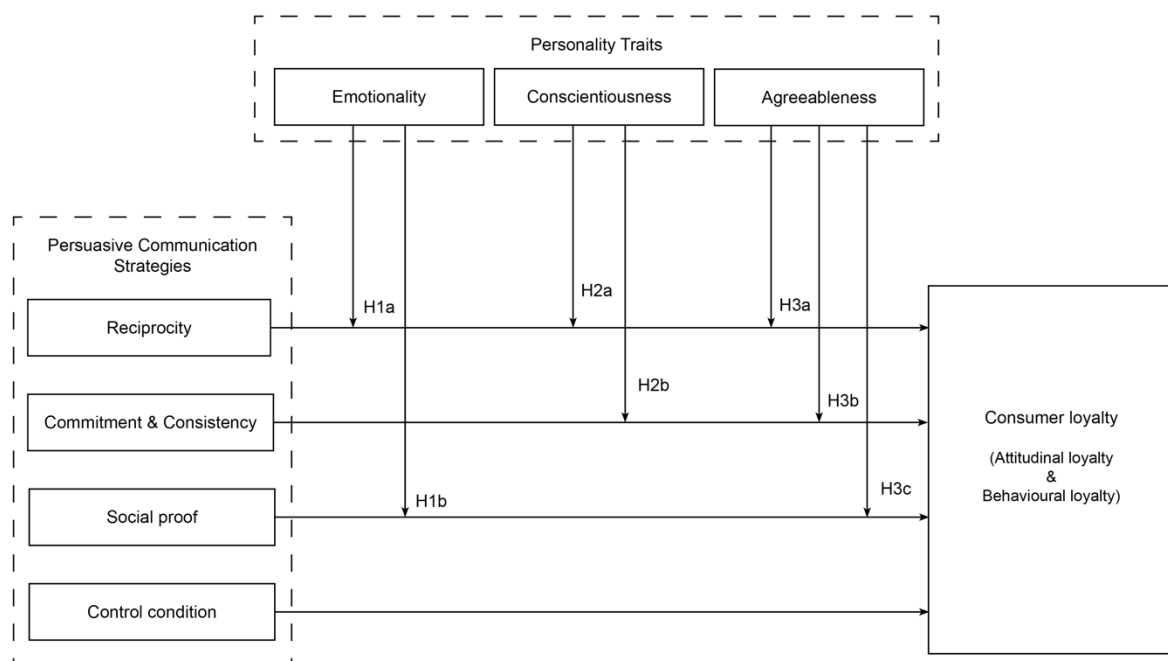 Personality Traits
Emotionality
Conscientiousness
Agreeableness
Persuasive Communication
Strategies
Reciprocity
H1a
H2a
H3a
Commitment & Consistency
H2b
H3b
Social proof
H1b
H3c
Control condition
Consumer loyalty
(Attitudinal loyalty
&
Behavioural loyalty)